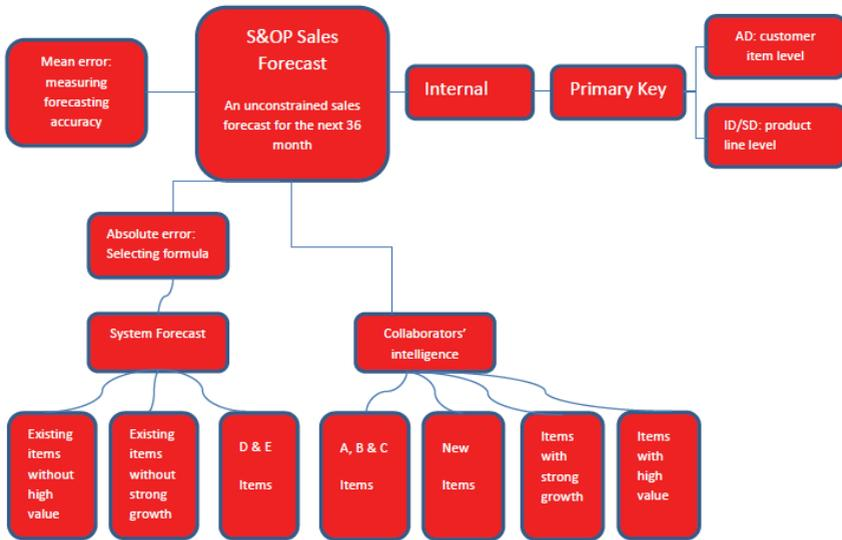 S&OP Sales
Forecast
An unconstrained sales
forecast for the next 36
month
Mean error:
measuring
forecasting
accuracy
Internal
Primary Key
AD: customer
item level
ID/SD: product
line level
Absolute error:
Selecting formula
System Forecast
Collaborators'
intelligence
Existing
items
without
high
value
Existing
items
without
strong
growth
D & E
Items
A, B & C
Items
New
Items
Items
with
strong
growth
Items
with
high
value